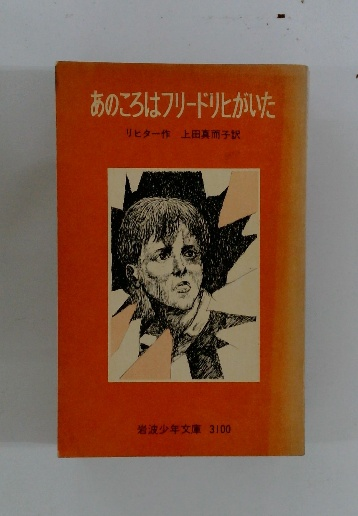 あのころはフリードリヒがいた
リヒター作 上田真而子訳
岩波少年文庫 3100